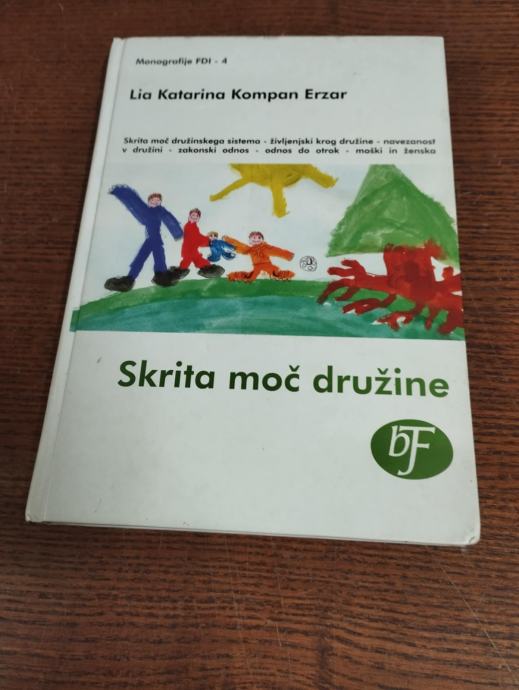 Monografije FDI - 4
Lia Katarina Kompan Erzar
Skrita moč družinskega sistema - življenjski krog družine - navezanost
v družini - zakonski odnos - odnos do otrok - moški in ženska
Skrita moč družine
bF